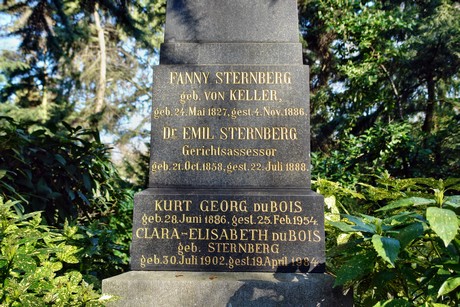 FANNY STERNBERG
geb. VON KELLER,
geb. 24. Mai 1827, gest. 4. Nov. 1886.
Dr. EMIL STERNBERG
Gerichtsassessor
geb. 21. Oct. 1858, gest. 22. Juli 1888.
KURT GEORG DUBOIS
geb. 28. Juni 1886, gest. 25. Feb. 1954.
CLARA-ELISABETH DUBOIS
geb. STERNBERG
geb. 30. Juli 1902, gest. 19. April 1984.